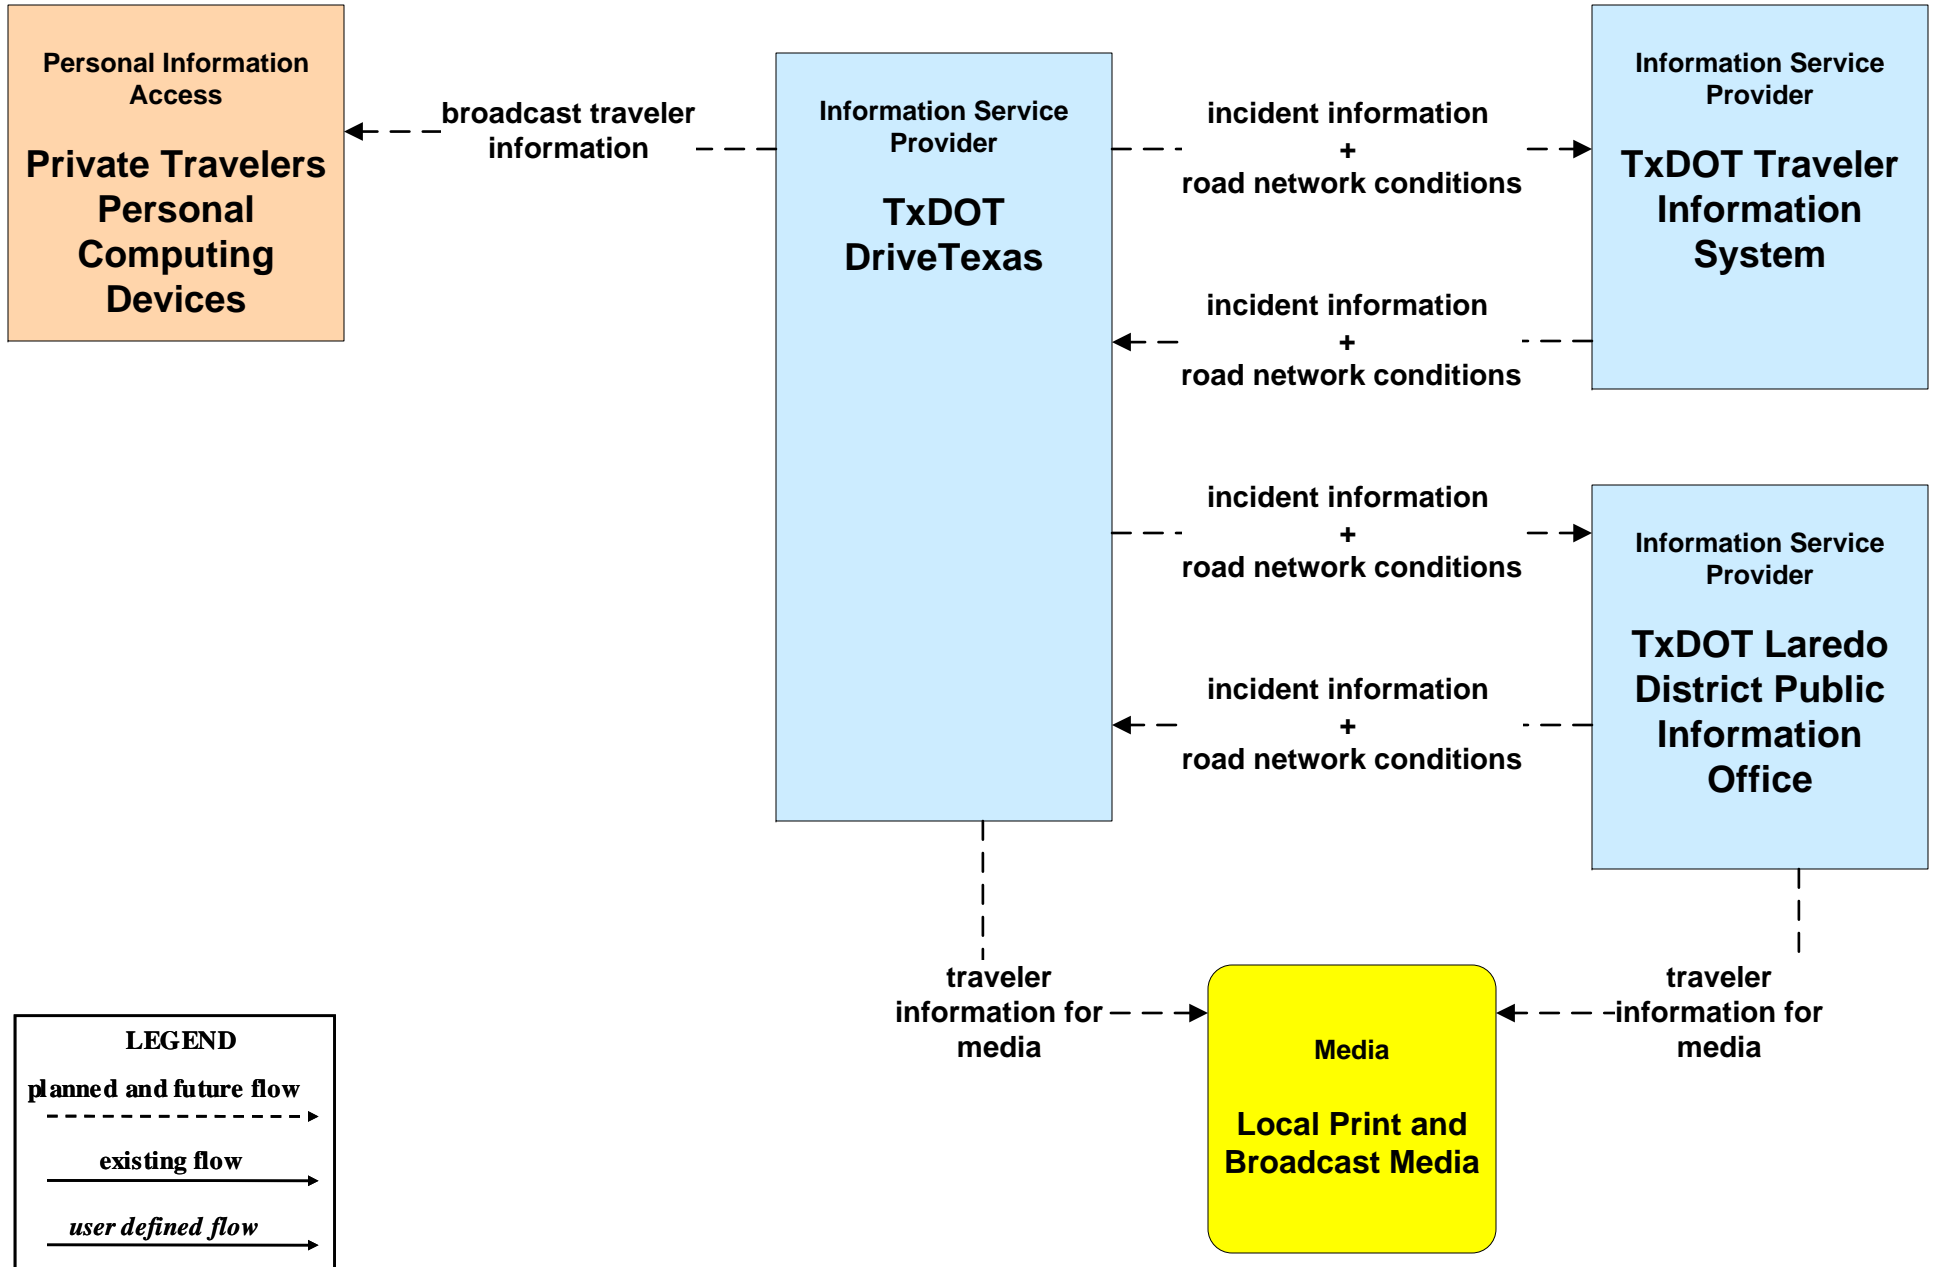 Personal Information
Access
Private Travelers
Personal
Computing
Devices
broadcast traveler
information
Information Service
Provider
TxDOT
DriveTexas
incident information
+
road network conditions
incident information
+
road network conditions
incident information
+
road network conditions
incident information
+
road network conditions
Information Service
Provider
TxDOT Traveler
Information
System
Information Service
Provider
TxDOT Laredo
District Public
Information
Office
traveler
information for
media
Media
Local Print and
Broadcast Media
traveler
information for
media
LEGEND
planned and future flow
existing flow
user defined flow